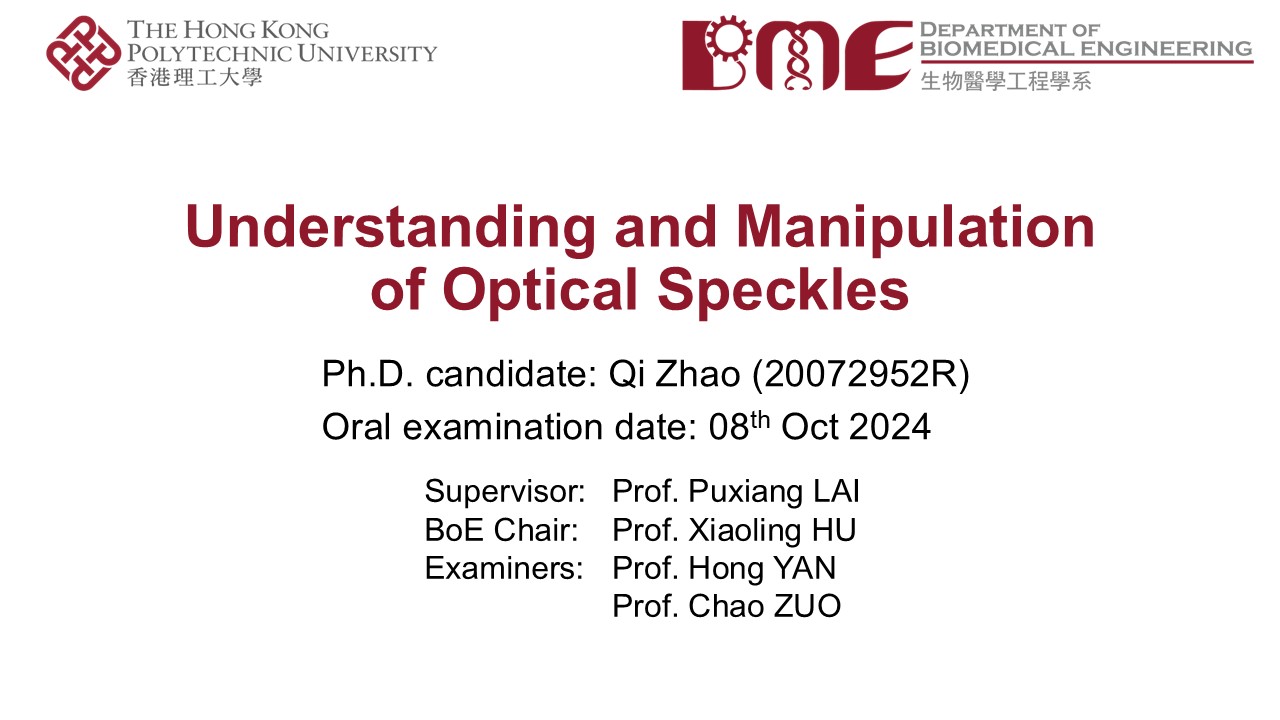 THE HONG KONG
POLYTECHNIC UNIVERSITY
香港理工大學
BME
DEPARTMENT OF
BIOMEDICAL ENGINEERING
生物醫學工程學系
Understanding and Manipulation
of Optical Speckles
Ph.D. candidate: Qi Zhao (20072952R)
Oral examination date: 08th Oct 2024
Supervisor: Prof. Puxiang LAI
BoE Chair: Prof. Xiaoling HU
Examiners: Prof. Hong YAN
Prof. Chao ZUO